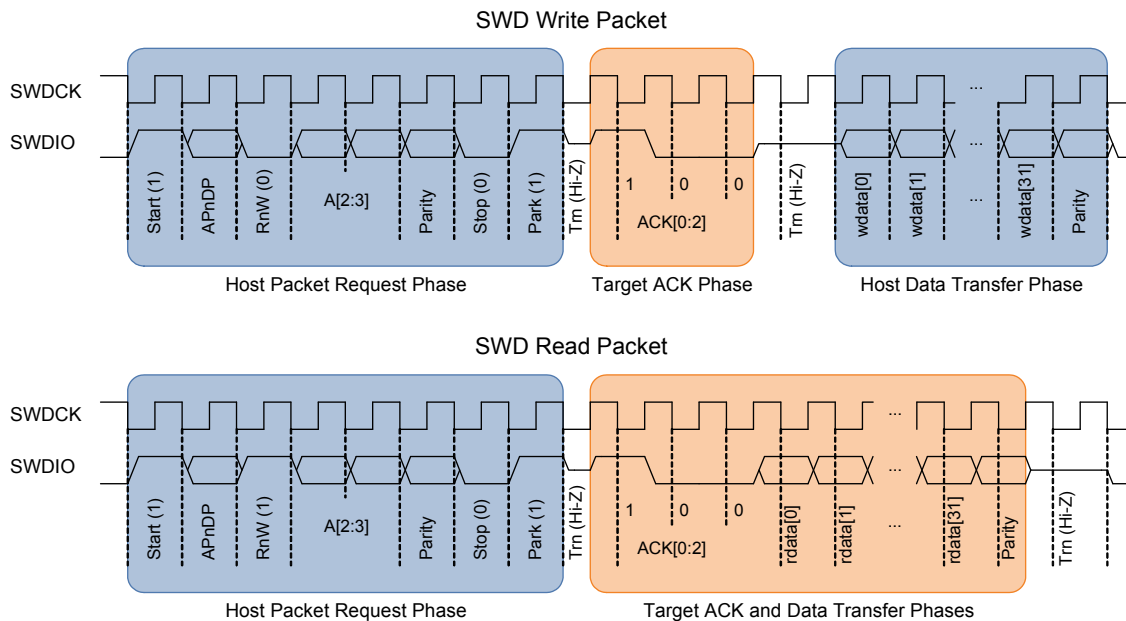 SWD Write Packet
SWDCK
...
SWDIO
...
Start (1) APnDP RnW (0) A[2:3] Parity Stop (0) Park (1) Trn (Hi-Z) 1 0 0 Trn (Hi-Z) wdata[0] wdata[1] ... wdata[31] Parity
ACK[0:2]
Host Packet Request Phase Target ACK Phase Host Data Transfer Phase
SWD Read Packet
SWDCK
...
SWDIO
...
Start (1) APnDP RnW (1) A[2:3] Parity Stop (0) Park (1) Trn (Hi-Z) 1 0 0 rdata[0] rdata[1] ... rdata[31] Parity Trn (Hi-Z)
ACK[0:2]
Host Packet Request Phase Target ACK and Data Transfer Phases